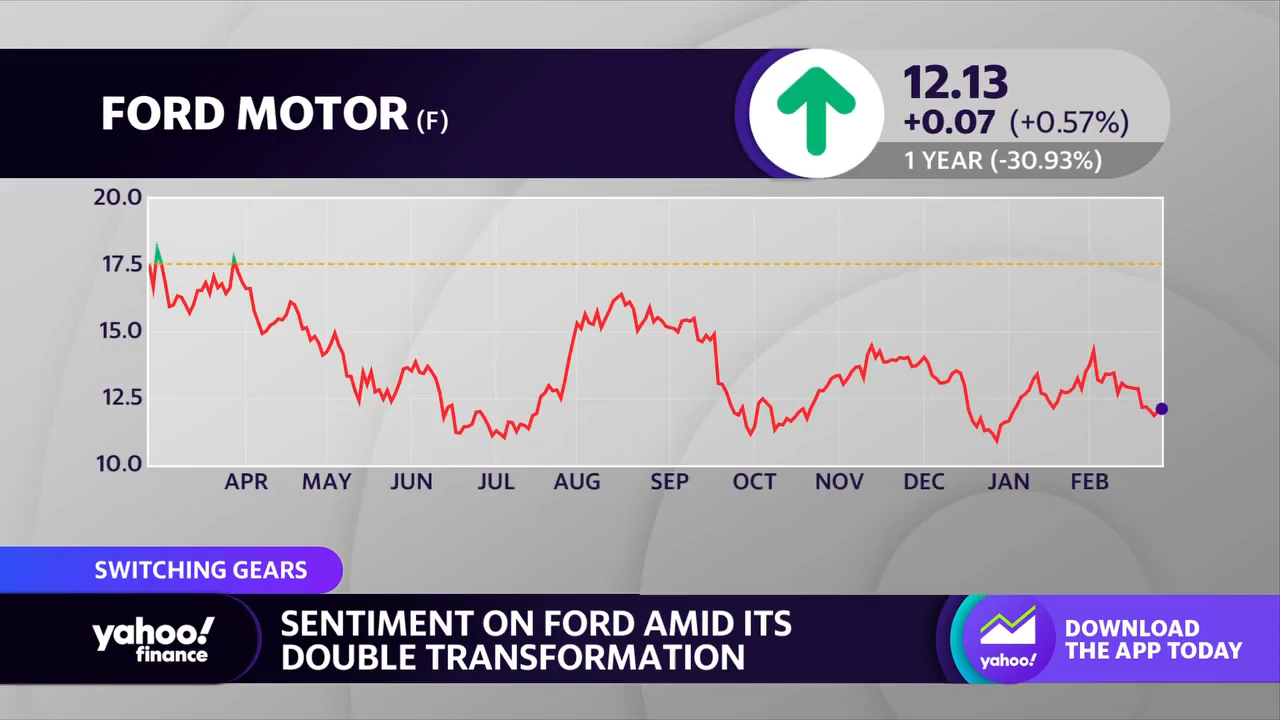 FORD MOTOR (F)
12.13
+0.07 (+0.57%)
1 YEAR (-30.93%)
20.0
17.5
15.0
12.5
10.0
APR MAY JUN JUL AUG SEP OCT NOV DEC JAN FEB
SWITCHING GEARS
yahoo!
finance
SENTIMENT ON FORD AMID ITS
DOUBLE TRANSFORMATION
yahoo!
DOWNLOAD
THE APP TODAY